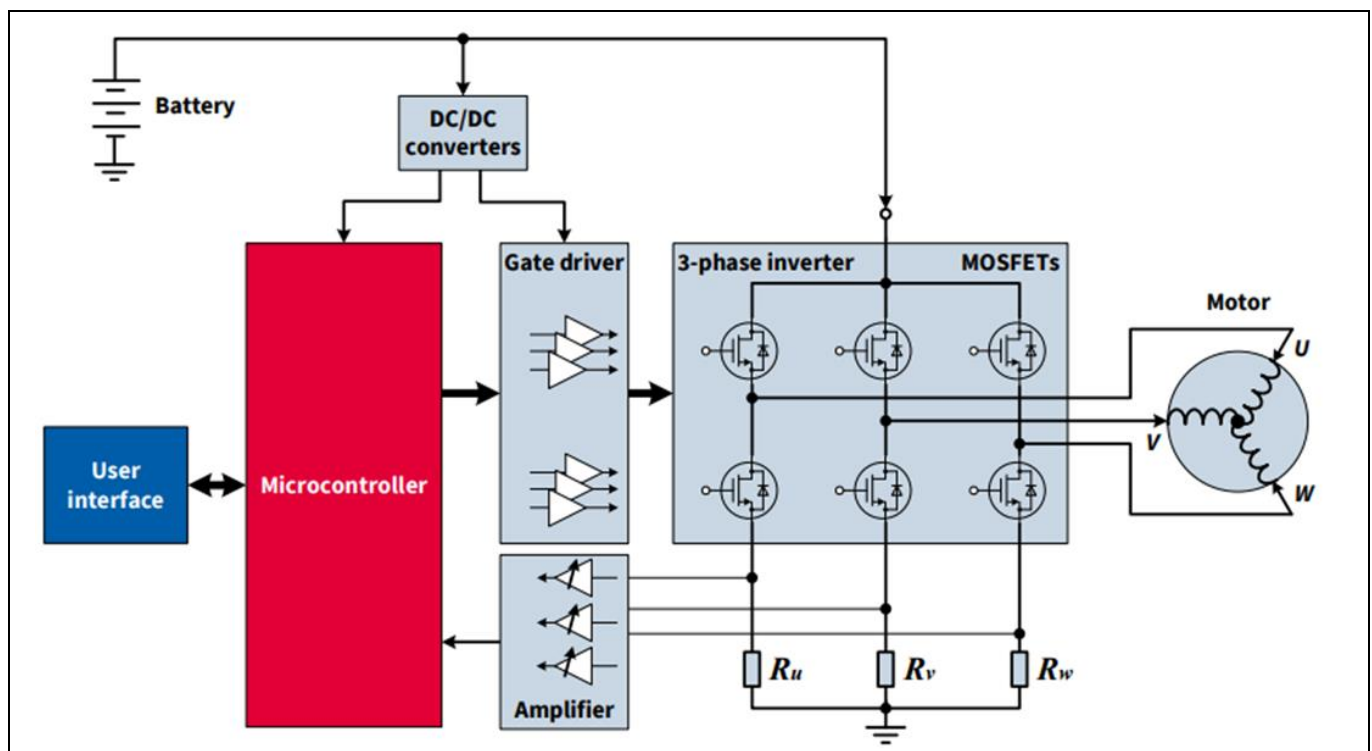 Battery
DC/DC
converters
Gate driver
3-phase inverter
MOSFETs
Motor
U
V
W
User
interface
Microcontroller
Amplifier
Ru
Rv
Rw